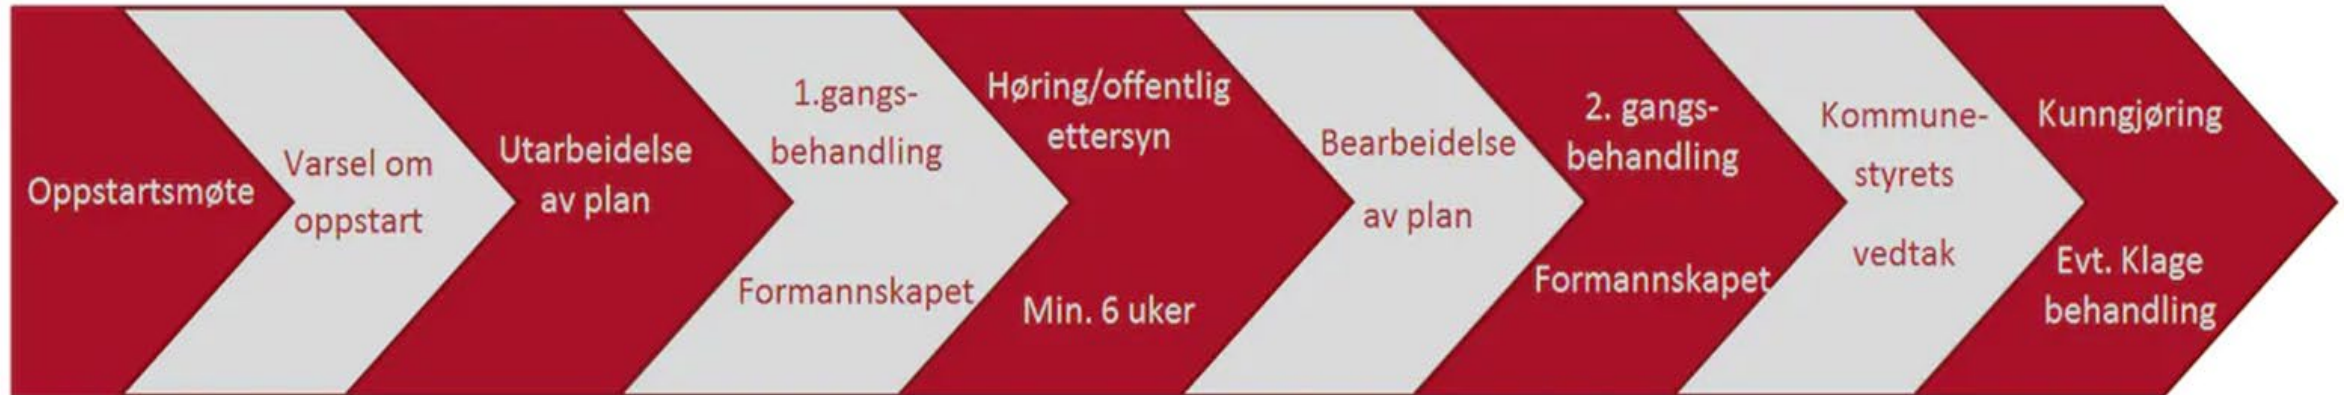 Oppstartsmøte
Varsel om
oppstart
Utarbeidelse
av plan
1.gangs-
behandling
Formannskapet
Høring/offentlig
ettersyn
Min. 6 uker
Bearbeidelse
av plan
2. gangs-
behandling
Formannskapet
Kommune-
styrets
vedtak
Kunngjøring
Evt. Klage
behandling